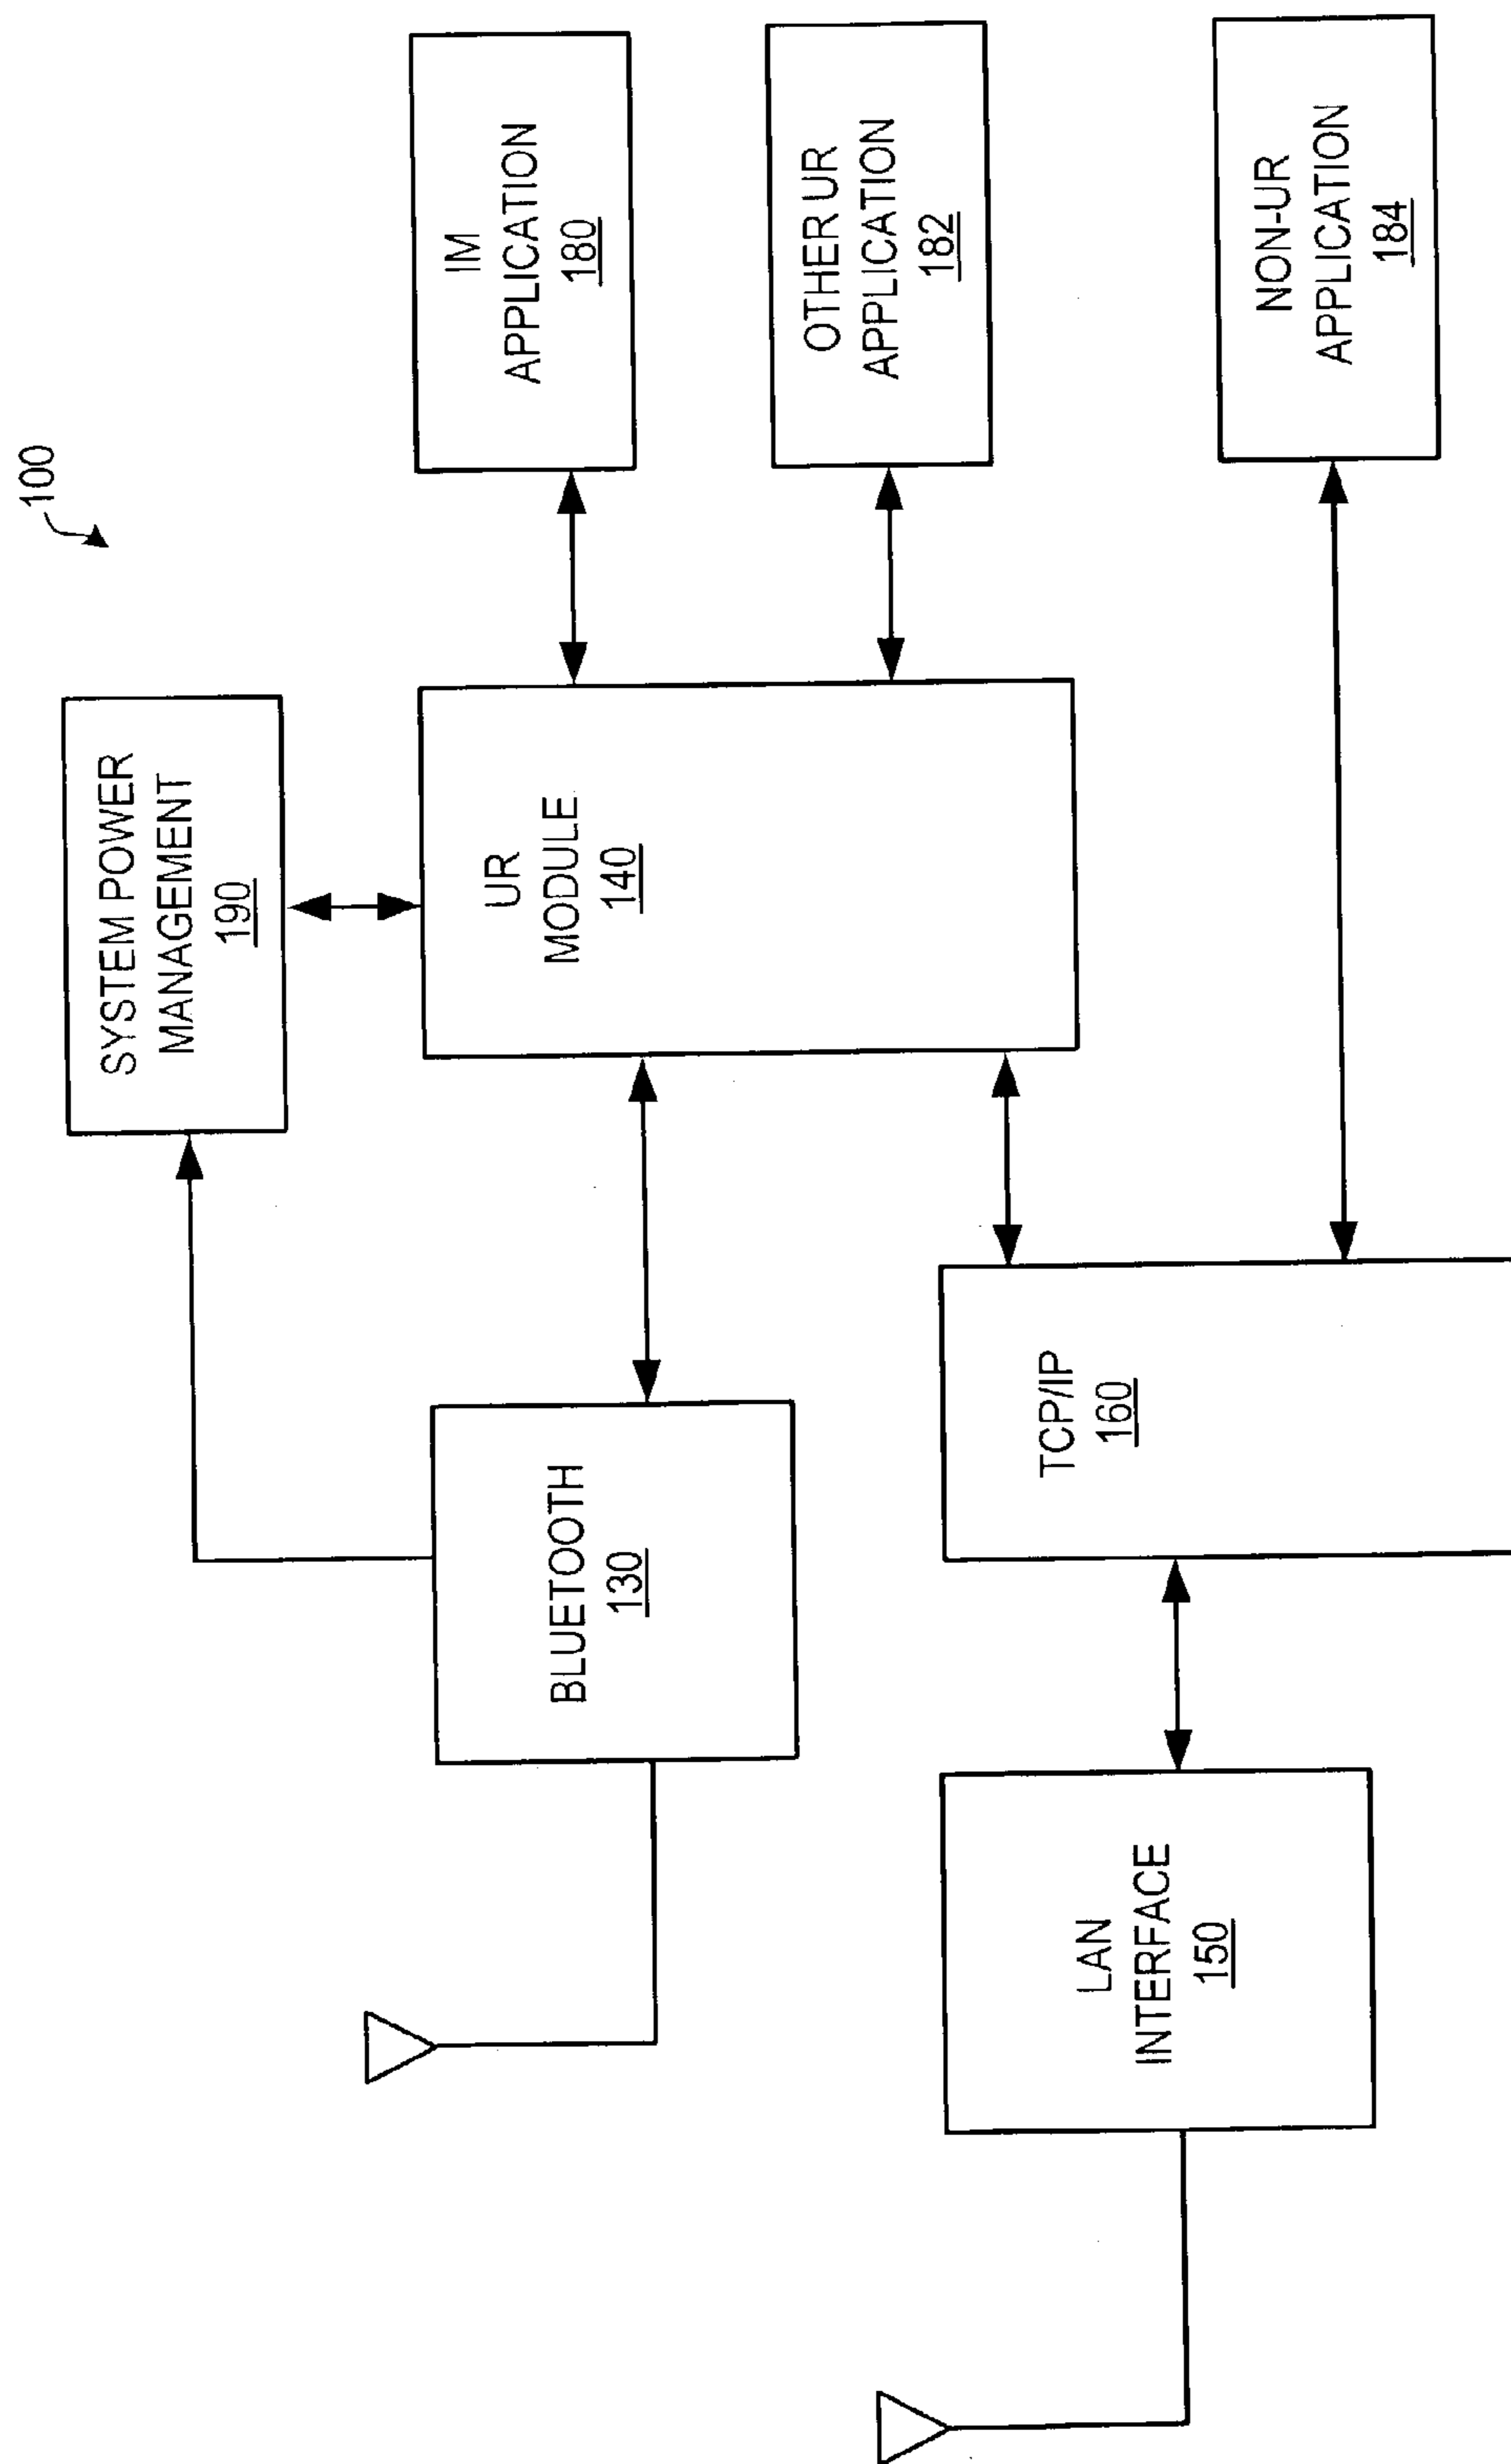 100
SYSTEM POWER
MANAGEMENT
190
BLUETOOTH
130
UR
MODULE
140
IM
APPLICATION
180
OTHER UR
APPLICATION
182
LAN
INTERFACE
150
TCP/IP
160
NON-UR
APPLICATION
184